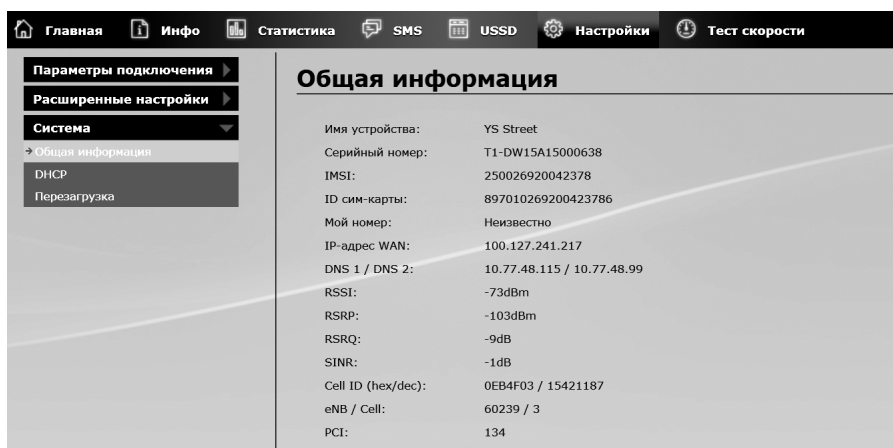 Главная Инфо Статистика SMS USSD Настройки Тест скорости
Параметры подключения
Расширенные настройки
Система
Общая информация
DHCP
Перезагрузка
Общая информация
Имя устройства: YS Street
Серийный номер: T1-DW15A15000638
IMSI: 250026920042378
ID сим-карты: 897010269200423786
Мой номер: Неизвестно
IP-адрес WAN: 100.127.241.217
DNS 1 / DNS 2: 10.77.48.115 / 10.77.48.99
RSSI: -73dBm
RSRP: -103dBm
RSRQ: -9dB
SINR: -1dB
Cell ID (hex/dec): 0EB4F03 / 15421187
eNB / Cell: 60239 / 3
PCI: 134